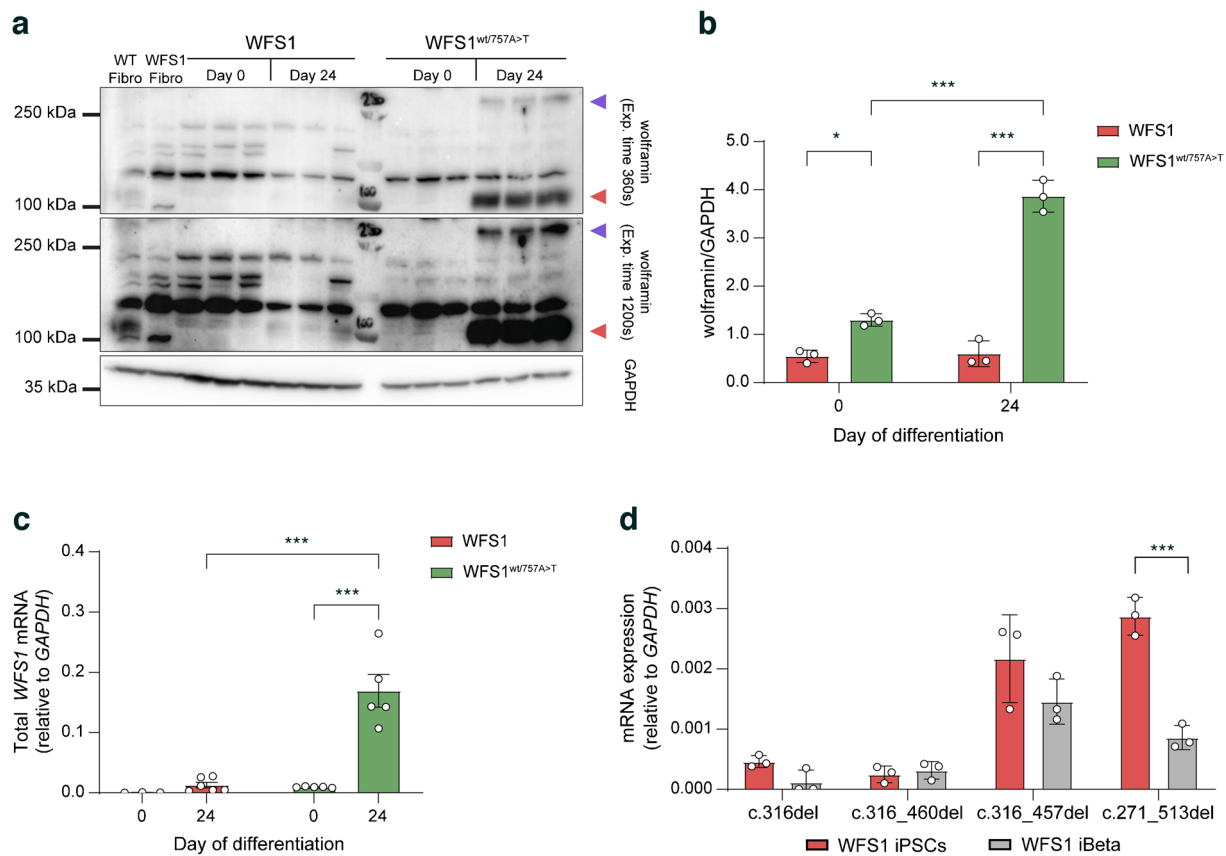 a
WFS1
WFS1wt/757A>T
WT
Fibro
WFS1
Fibro
Day 0
Day 24
Day 0
Day 24
250 kDa
100 kDa
250
100
wolframin
(Exp. time 360s)
250 kDa
100 kDa
250
100
wolframin
(Exp. time 1200s)
35 kDa
GAPDH
b
wolframin/GAPDH
5.0
4.0
3.0
2.0
1.0
0.0
*
***
***
0
24
Day of differentiation
WFS1
WFS1wt/757A>T
c
Total WFS1 mRNA
(relative to GAPDH)
0.4
0.3
0.2
0.1
0.0
***
***
0
24
0
24
Day of differentiation
WFS1
WFS1wt/757A>T
d
mRNA expression
(relative to GAPDH)
0.004
0.003
0.002
0.001
0.000
***
c.316del
c.316_460del
c.316_457del
c.271_513del
WFS1 iPSCs
WFS1 iBeta